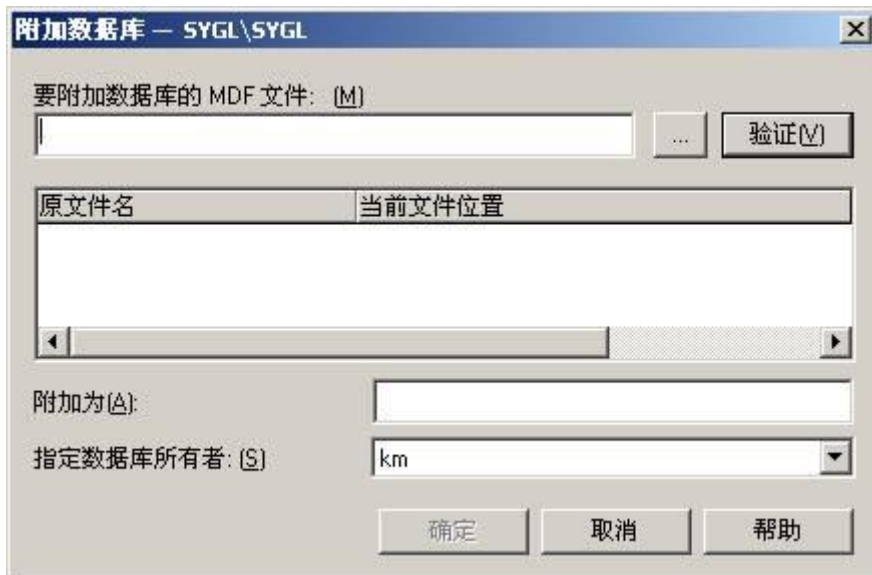 附加数据库 — SYGL\SYGL
要附加数据库的 MDF 文件: (M)
... 验证(V)
原文件名 当前文件位置
附加为(A):
指定数据库所有者: (S) km
确定 取消 帮助